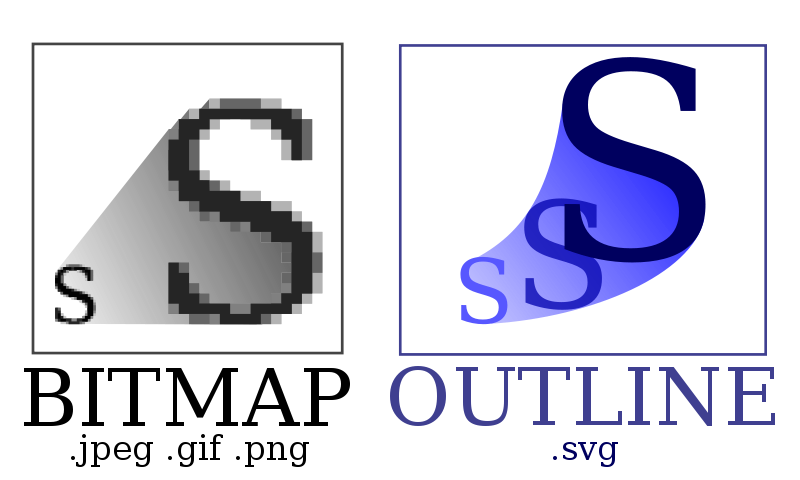 S
S
S
S
S
BITMAP
.jpeg .gif .png
OUTLINE
.svg